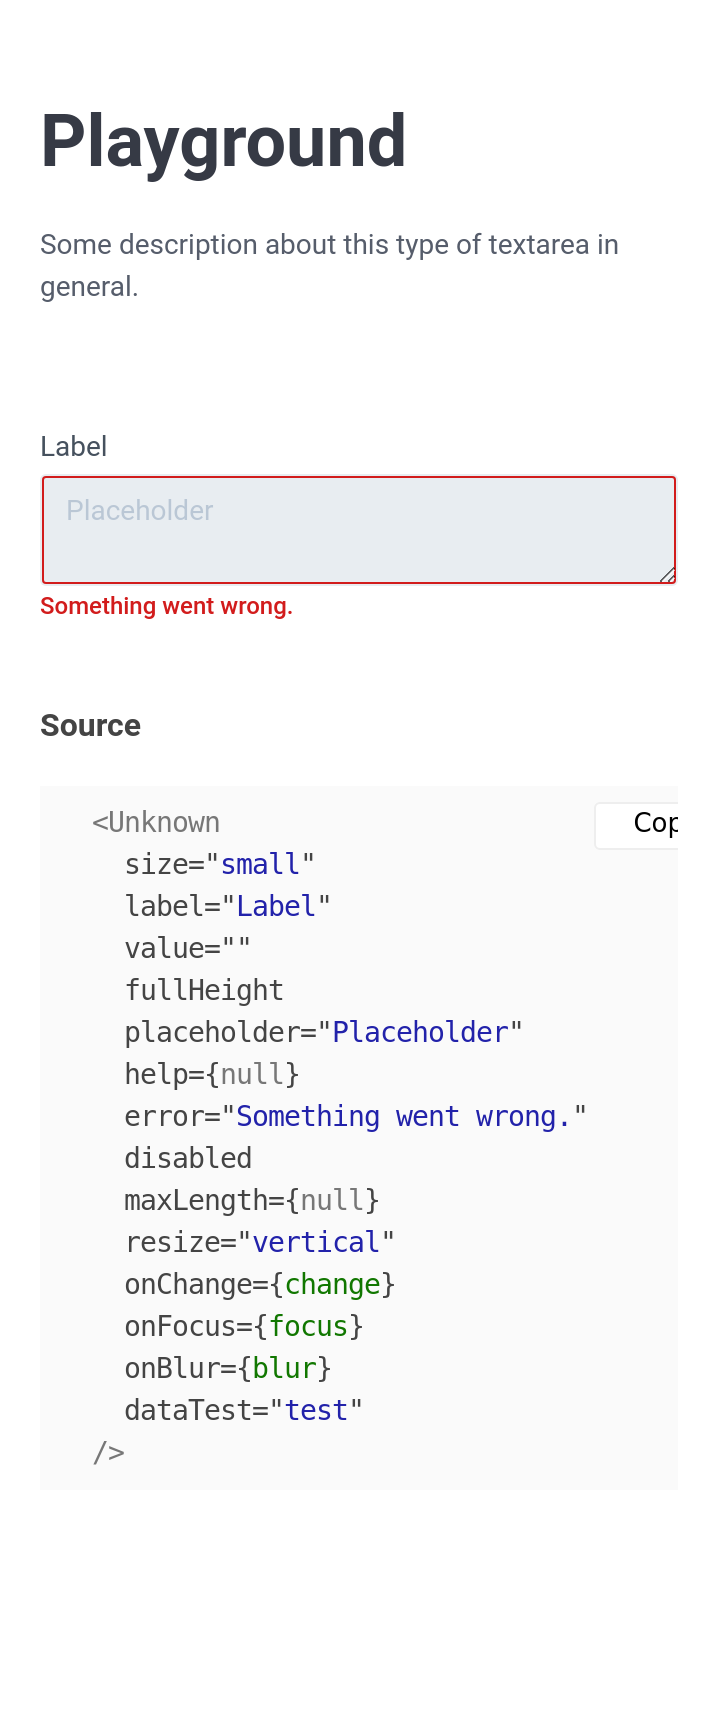 Playground
Some description about this type of textarea in
general.
Label
Placeholder
Something went wrong.
Source
<Unknown
Cop
size="small"
label="Label"
value=""
fullHeight
placeholder="Placeholder"
help={null}
error="Something went wrong."
disabled
maxLength={null}
resize="vertical"
onChange={change}
onFocus={focus}
onBlur={blur}
dataTest="test"
/>